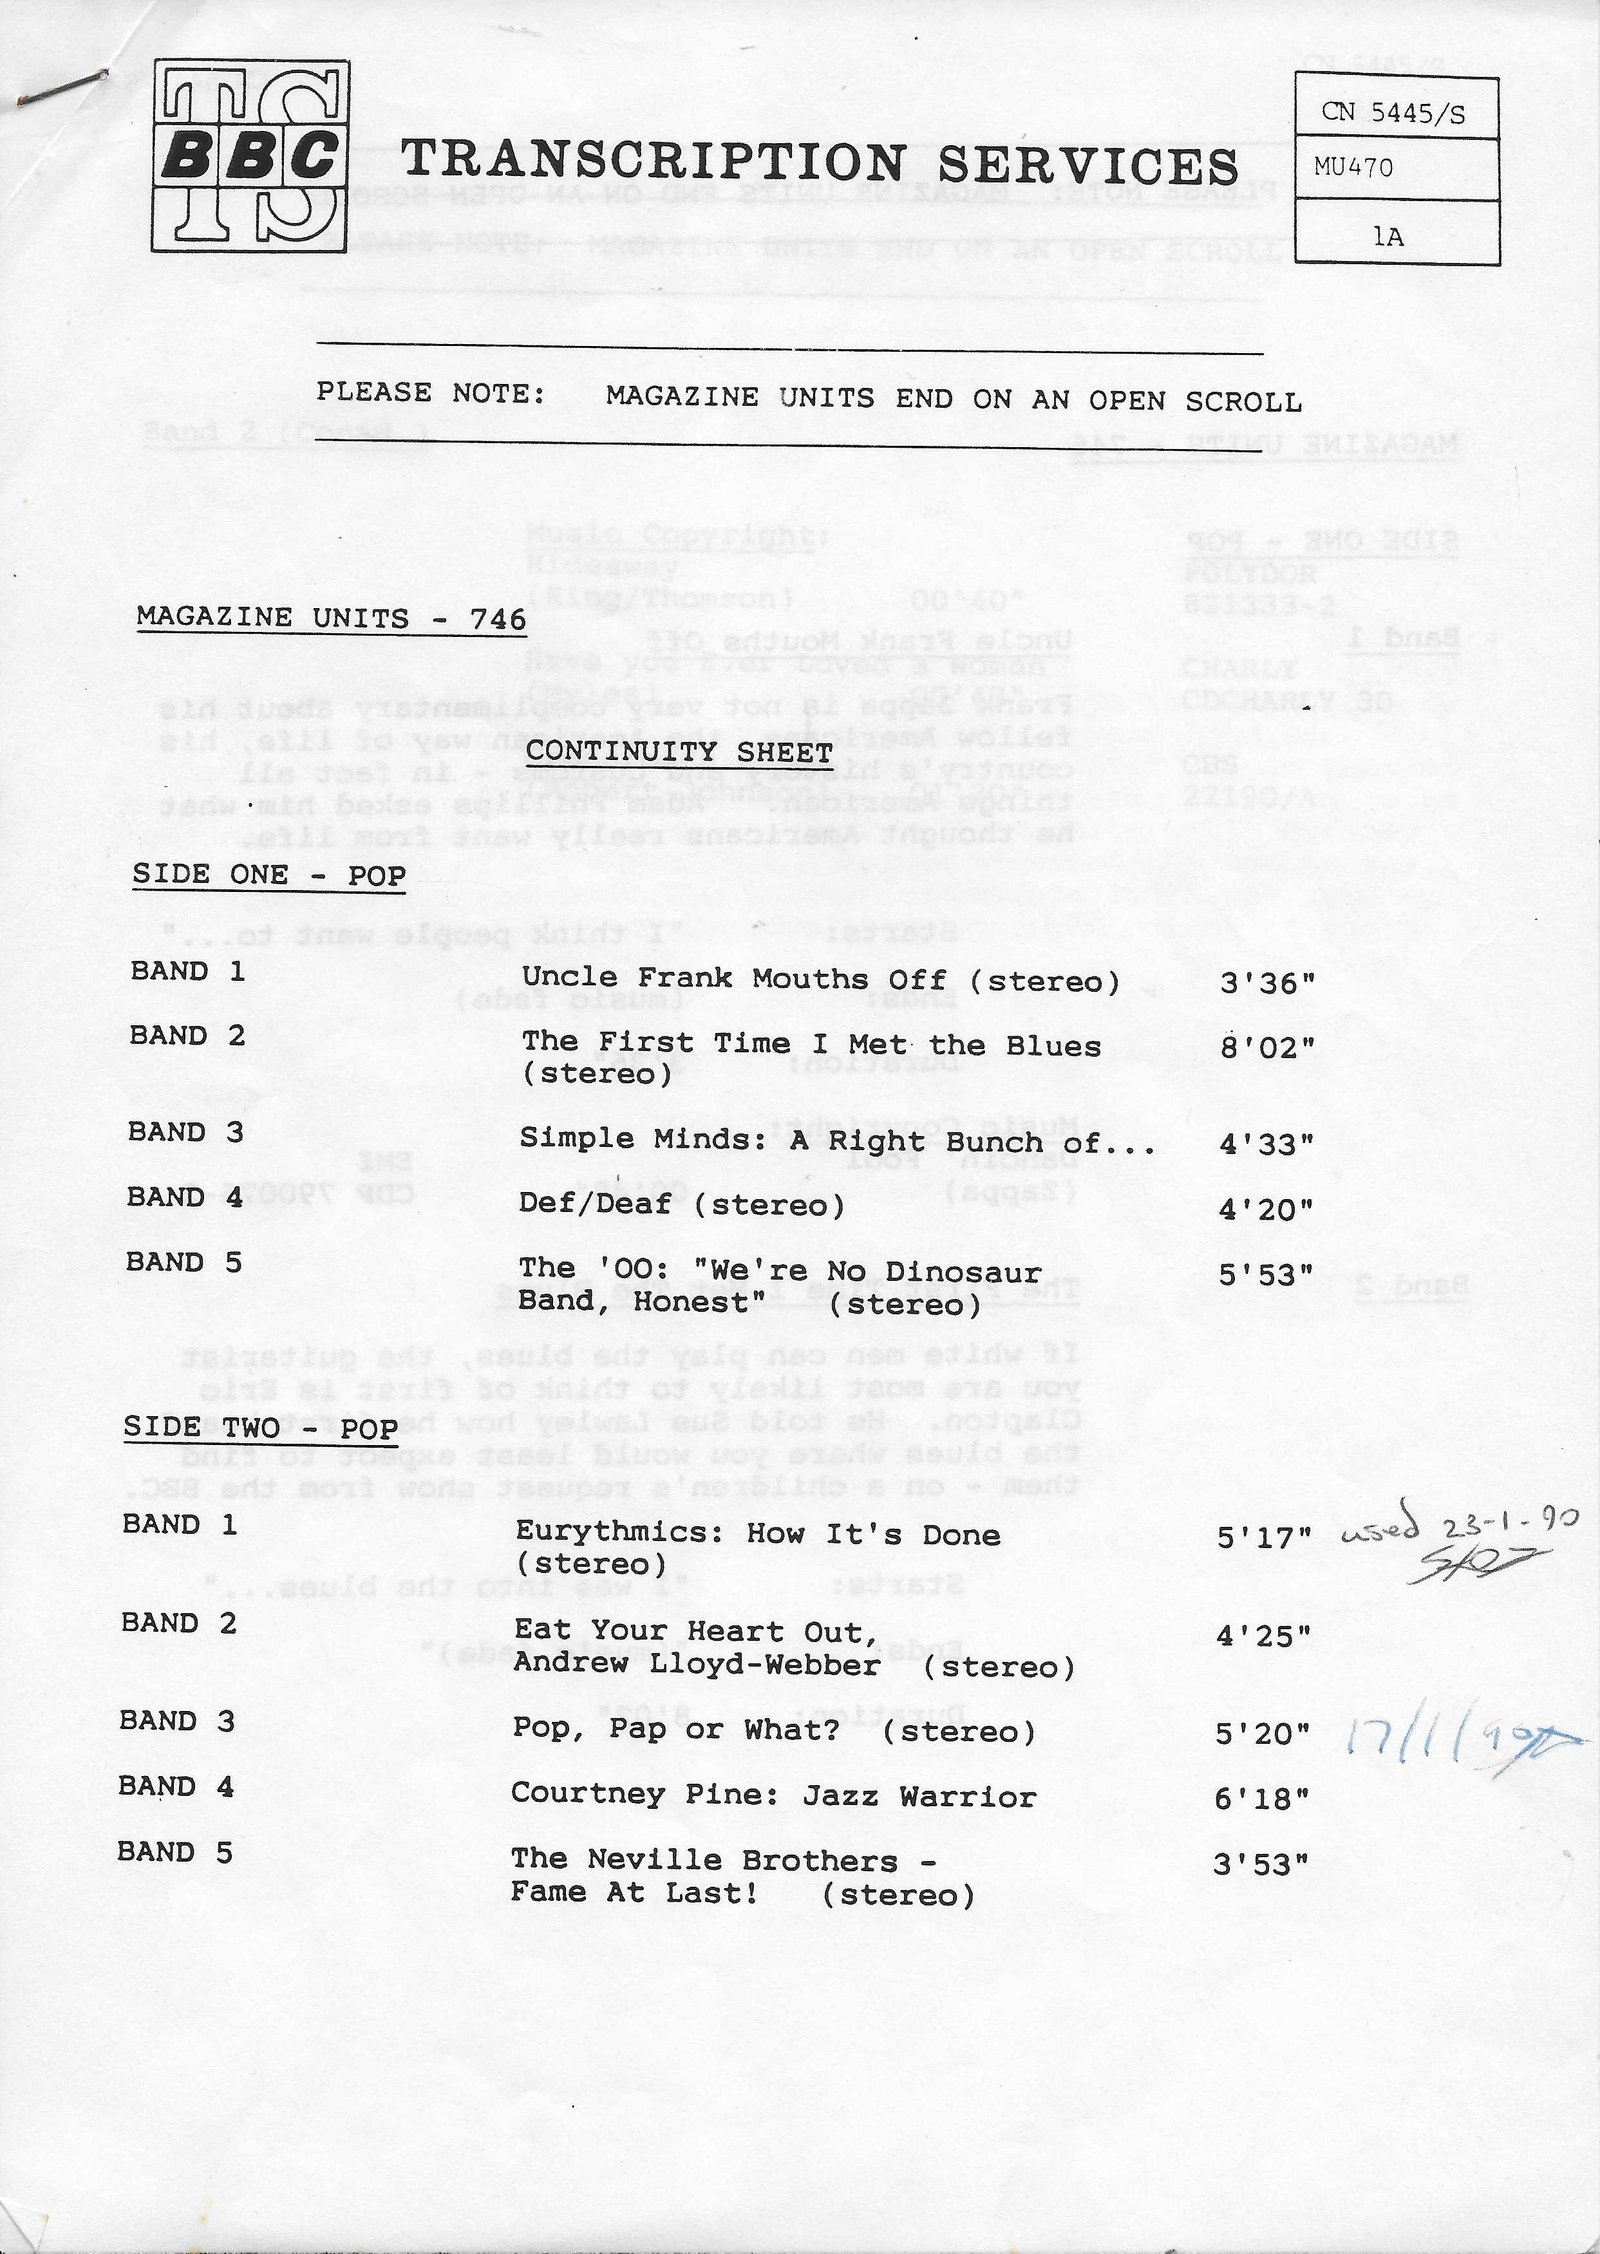 TS
BBC
TS
TRANSCRIPTION SERVICES
CN 5445/S
MU470
1A
PLEASE NOTE: MAGAZINE UNITS END ON AN OPEN SCROLL
MAGAZINE UNITS - 746
CONTINUITY SHEET
SIDE ONE - POP
BAND 1 Uncle Frank Mouths Off (stereo) 3'36"
BAND 2 The First Time I Met the Blues 8'02"
(stereo)
BAND 3 Simple Minds: A Right Bunch of... 4'33"
BAND 4 Def/Deaf (stereo) 4'20"
BAND 5 The 'OO: "We're No Dinosaur 5'53"
Band, Honest" (stereo)
SIDE TWO - POP
BAND 1 Eurythmics: How It's Done 5'17" used 23-1-90
(stereo)
BAND 2 Eat Your Heart Out, 4'25"
Andrew Lloyd-Webber (stereo)
BAND 3 Pop, Pap or What? (stereo) 5'20" 17/1/90
BAND 4 Courtney Pine: Jazz Warrior 6'18"
BAND 5 The Neville Brothers - 3'53"
Fame At Last! (stereo)